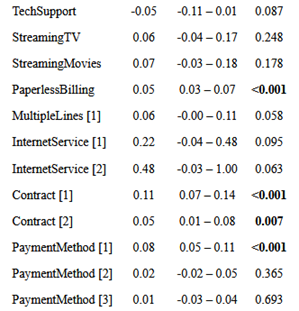 TechSupport -0.05 -0.11 – 0.01 0.087
StreamingTV 0.06 -0.04 – 0.17 0.248
StreamingMovies 0.07 -0.03 – 0.18 0.178
PaperlessBilling 0.05 0.03 – 0.07 <0.001
MultipleLines [1] 0.06 -0.00 – 0.11 0.058
InternetService [1] 0.22 -0.04 – 0.48 0.095
InternetService [2] 0.48 -0.03 – 1.00 0.063
Contract [1] 0.11 0.07 – 0.14 <0.001
Contract [2] 0.05 0.01 – 0.08 0.007
PaymentMethod [1] 0.08 0.05 – 0.11 <0.001
PaymentMethod [2] 0.02 -0.02 – 0.05 0.365
PaymentMethod [3] 0.01 -0.03 – 0.04 0.693